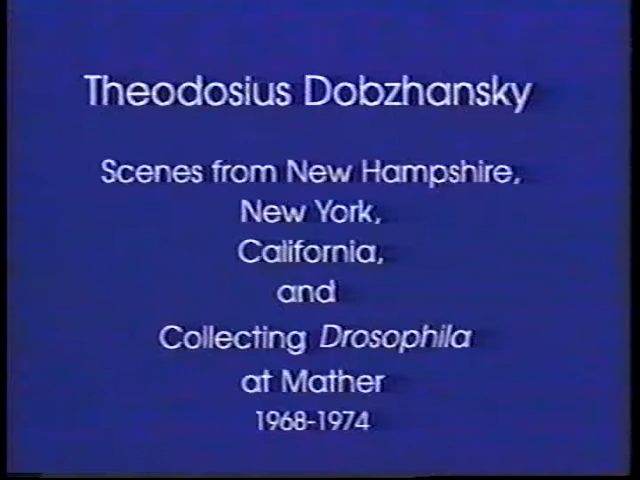 Theodosius Dobzhansky
Scenes from New Hampshire,
New York,
California,
and
Collecting Drosophila
at Mather
1968-1974